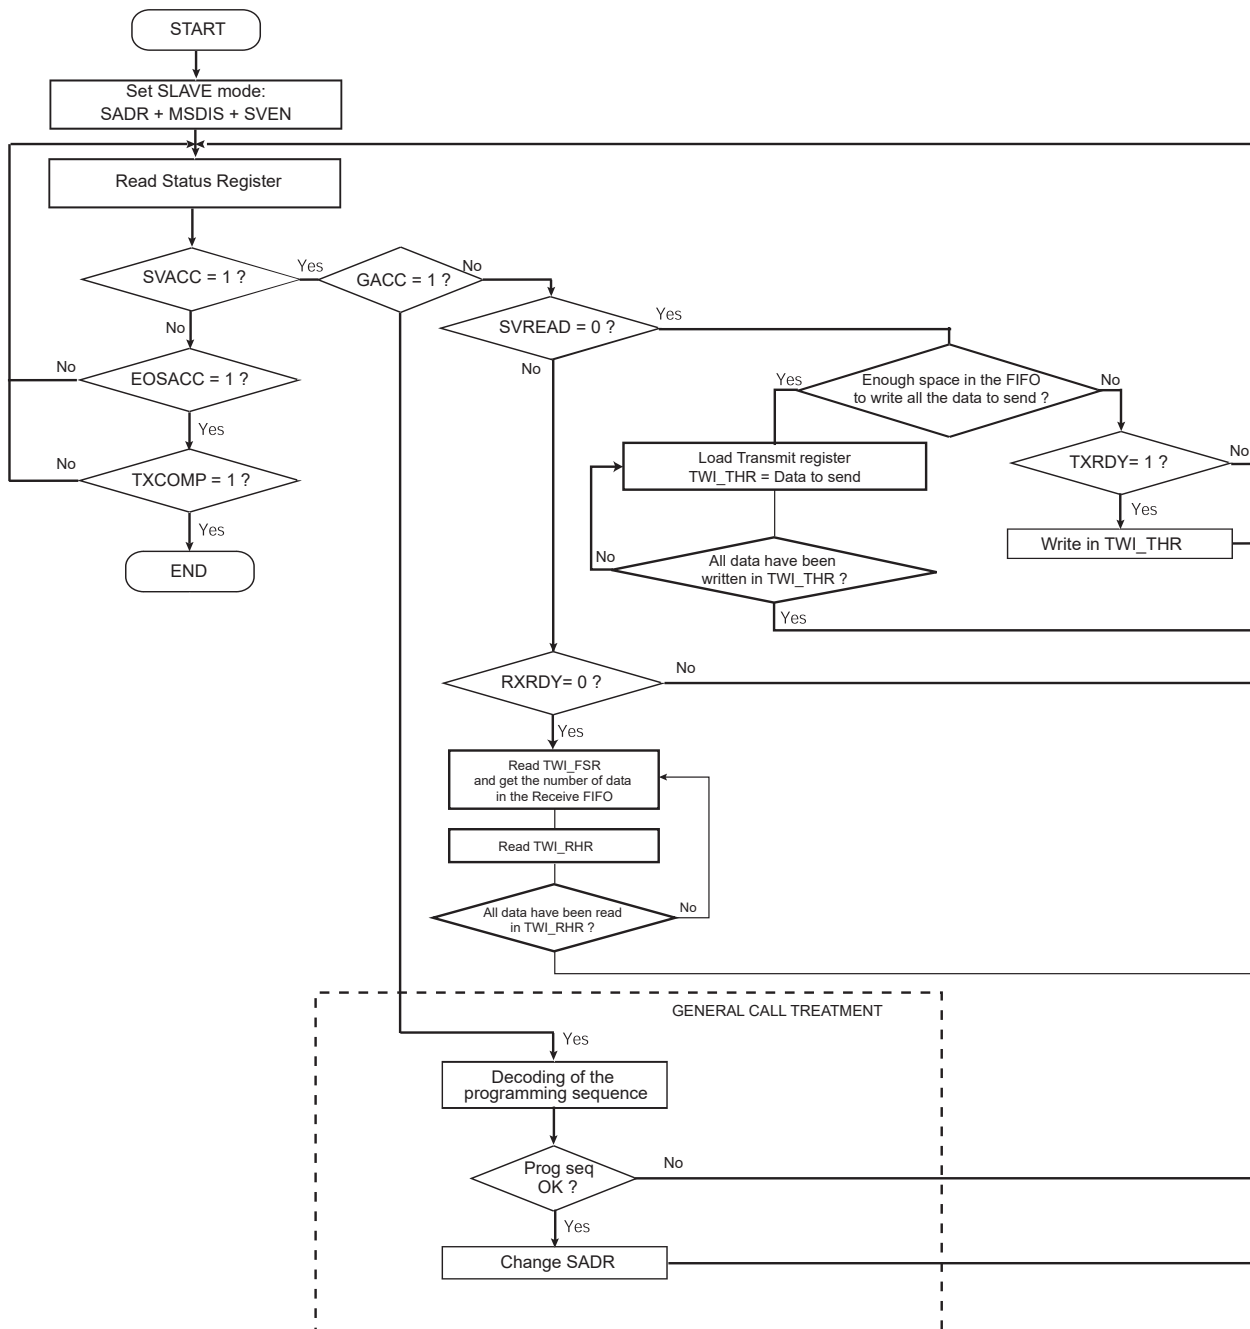 START
Set SLAVE mode:
SADR + MSDIS + SVEN
Read Status Register
SVACC = 1 ?
Yes
GACC = 1 ?
No
SVREAD = 0 ?
Yes
No
No
EOSACC = 1 ?
No
Yes
Enough space in the FIFO
to write all the data to send ?
Yes
No
TXCOMP = 1 ?
No
Yes
Load Transmit register
TWI_THR = Data to send
TXRDY= 1 ?
No
Yes
Write in TWI_THR
END
All data have been
written in TWI_THR ?
No
Yes
RXRDY= 0 ?
No
Yes
Read TWI_FSR
and get the number of data
in the Receive FIFO
Read TWI_RHR
All data have been read
in TWI_RHR ?
No
GENERAL CALL TREATMENT
Yes
Decoding of the
programming sequence
Prog seq
OK ?
No
Yes
Change SADR